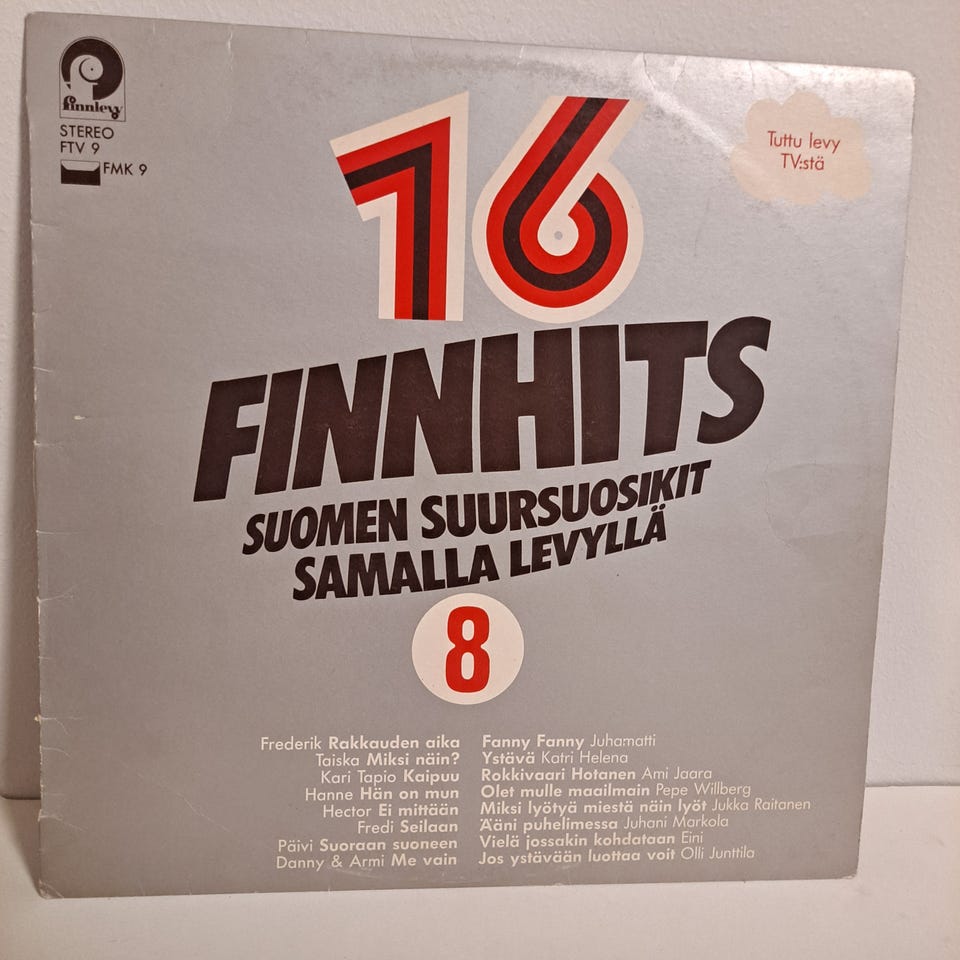 finnlevy
STEREO
FTV 9
FMK 9
Tuttu levy
TV:stä
16
FINNHITS
SUOMEN SUURSUOSIKIT
SAMALLA LEVYLLÄ
8
Frederik Rakkauden aika
Taiska Miksi näin?
Kari Tapio Kaipuu
Hanne Hän on mun
Hector Ei mittään
Fredi Seilaan
Päivi Suoraan suoneen
Danny & Armi Me vain
Fanny Fanny Juhamatti
Ystävä Katri Helena
Rokkivaari Hotanen Ami Jaara
Olet mulle maailmain Pepe Willberg
Miksi lyötyä miestä näin lyöt Jukka Raitanen
Ääni puhelimessa Juhani Markola
Vielä jossakin kohdataan Eini
Jos ystävään luottaa voit Olli Junttila